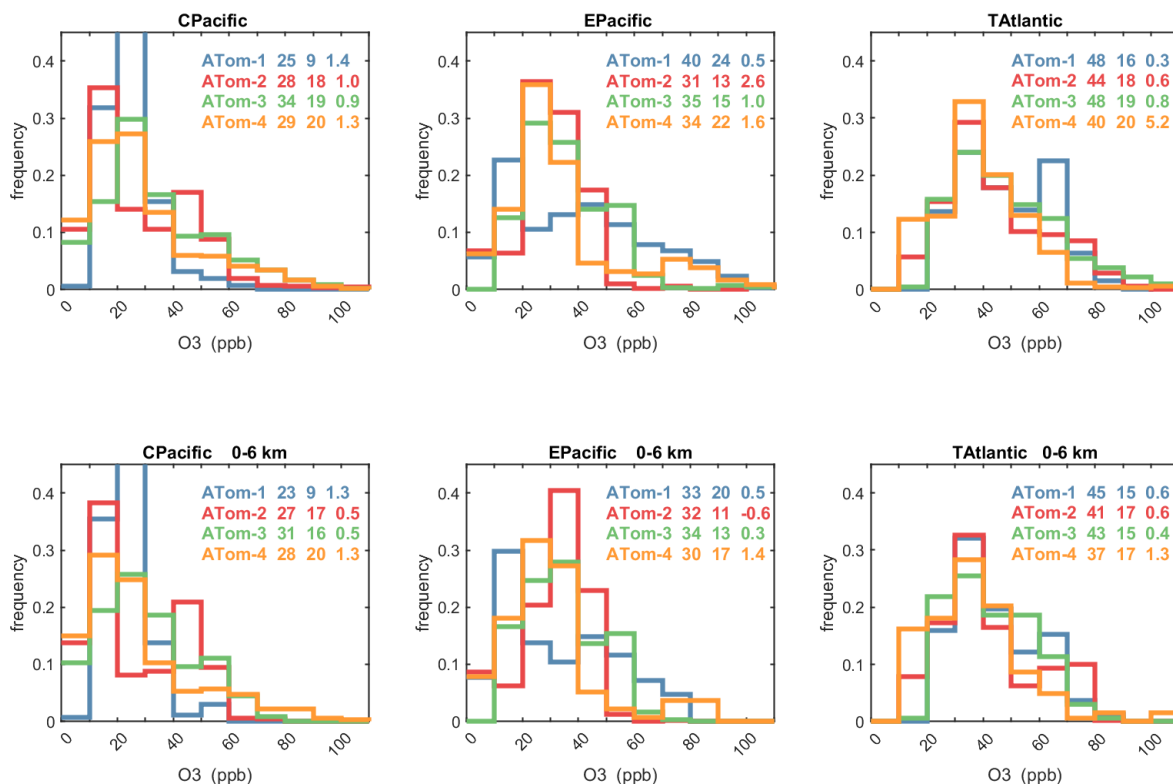 CPacific
0.4
0.3
0.2
0.1
0
frequency
ATom-1 25 9 1.4
ATom-2 28 18 1.0
ATom-3 34 19 0.9
ATom-4 29 20 1.3
0 20 40 60 80 100
O3 (ppb)
EPacific
0.4
0.3
0.2
0.1
0
frequency
ATom-1 40 24 0.5
ATom-2 31 13 2.6
ATom-3 35 15 1.0
ATom-4 34 22 1.6
0 20 40 60 80 100
O3 (ppb)
TAtlantic
0.4
0.3
0.2
0.1
0
frequency
ATom-1 48 16 0.3
ATom-2 44 18 0.6
ATom-3 48 19 0.8
ATom-4 40 20 5.2
0 20 40 60 80 100
O3 (ppb)
CPacific 0-6 km
0.4
0.3
0.2
0.1
0
frequency
ATom-1 23 9 1.3
ATom-2 27 17 0.5
ATom-3 31 16 0.5
ATom-4 28 20 1.3
0 20 40 60 80 100
O3 (ppb)
EPacific 0-6 km
0.4
0.3
0.2
0.1
0
frequency
ATom-1 33 20 0.5
ATom-2 32 11 -0.6
ATom-3 34 13 0.3
ATom-4 30 17 1.4
0 20 40 60 80 100
O3 (ppb)
TAtlantic 0-6 km
0.4
0.3
0.2
0.1
0
frequency
ATom-1 45 15 0.6
ATom-2 41 17 0.6
ATom-3 43 15 0.4
ATom-4 37 17 1.3
0 20 40 60 80 100
O3 (ppb)